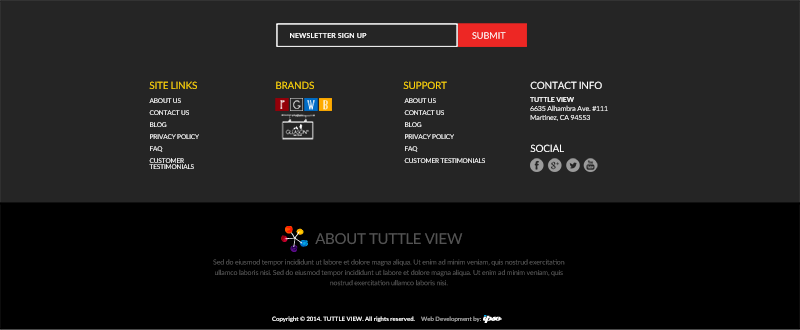 NEWSLETTER SIGN UP
SUBMIT
SITE LINKS
ABOUT US
CONTACT US
BLOG
PRIVACY POLICY
FAQ
CUSTOMER
TESTIMONIALS
BRANDS
r G W B
SUPPORT
ABOUT US
CONTACT US
BLOG
PRIVACY POLICY
FAQ
CUSTOMER TESTIMONIALS
CONTACT INFO
TUTTLE VIEW
6635 Alhambra Ave. #111
Martinez, CA 94553
SOCIAL
ABOUT TUTTLE VIEW
Sed do eiusmod tempor incididunt ut labore et dolore magna aliqua. Ut enim ad minim veniam, quis nostrud exercitation
ullamco laboris nisi. Sed do eiusmod tempor incididunt ut labore et dolore magna aliqua. Ut enim ad minim veniam, quis
nostrud exercitation ullamco laboris nisi.
Copyright © 2014. TUTTLE VIEW. All rights reserved. Web Development by: